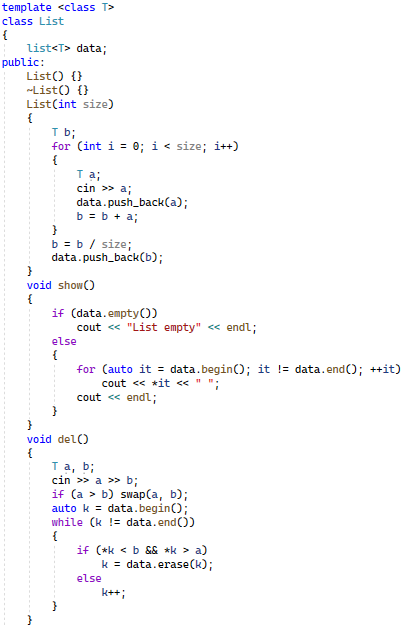 template <class T>
class List
{
    list<T> data;
public:
    List() {}
    ~List() {}
    List(int size)
    {
        T b;
        for (int i = 0; i < size; i++)
        {
            T a;
            cin >> a;
            data.push_back(a);
            b = b + a;
        }
        b = b / size;
        data.push_back(b);
    }
    void show()
    {
        if (data.empty())
            cout << "List empty" << endl;
        else
        {
            for (auto it = data.begin(); it != data.end(); ++it)
                cout << *it << " ";
            cout << endl;
        }
    }
    void del()
    {
        T a, b;
        cin >> a >> b;
        if (a > b) swap(a, b);
        auto k = data.begin();
        while (k != data.end())
        {
            if (*k < b && *k > a)
                k = data.erase(k);
            else
                k++;
        }
    }